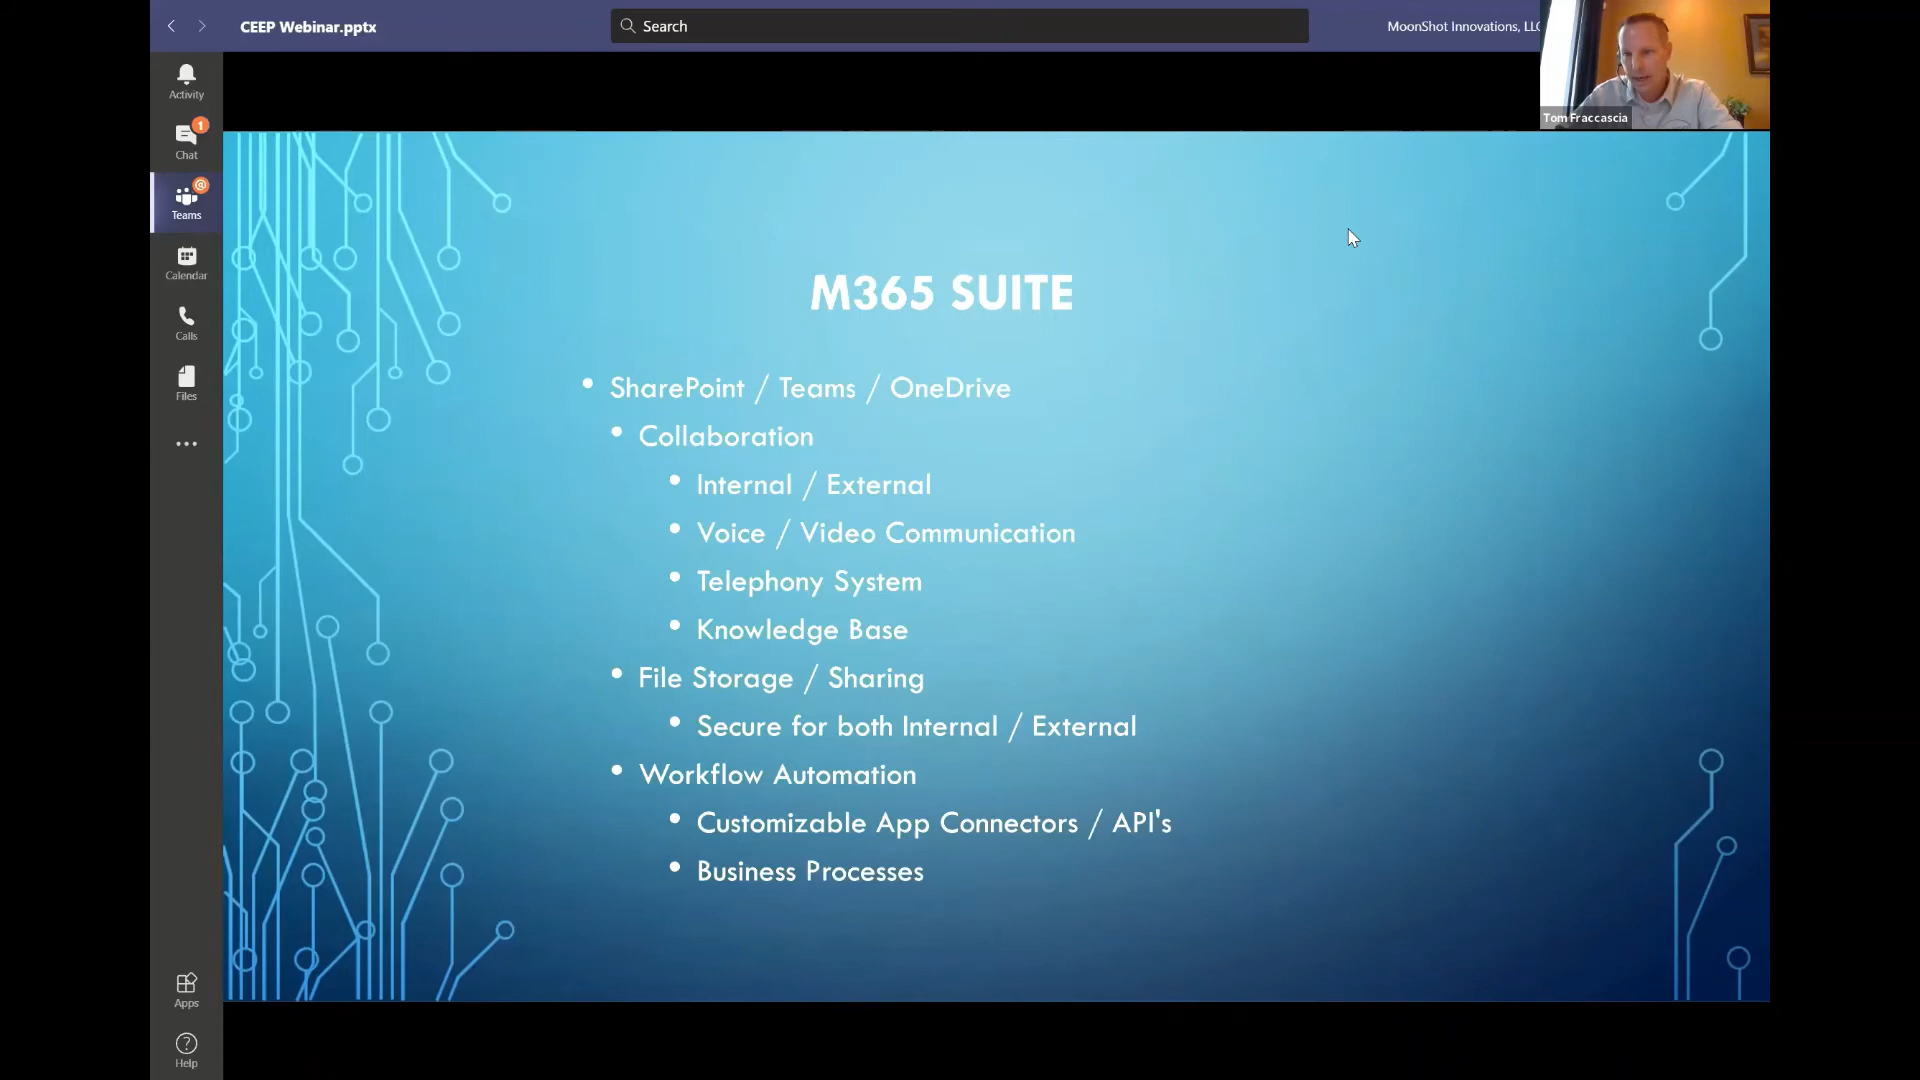 CEEP Webinar.pptx
Search
MoonShot Innovations, LLC
Tom Fraccascia
Activity
1
Chat
@
Teams
Calendar
Calls
Files
Apps
Help
M365 SUITE
• SharePoint / Teams / OneDrive
• Collaboration
• Internal / External
• Voice / Video Communication
• Telephony System
• Knowledge Base
• File Storage / Sharing
• Secure for both Internal / External
• Workflow Automation
• Customizable App Connectors / API's
• Business Processes